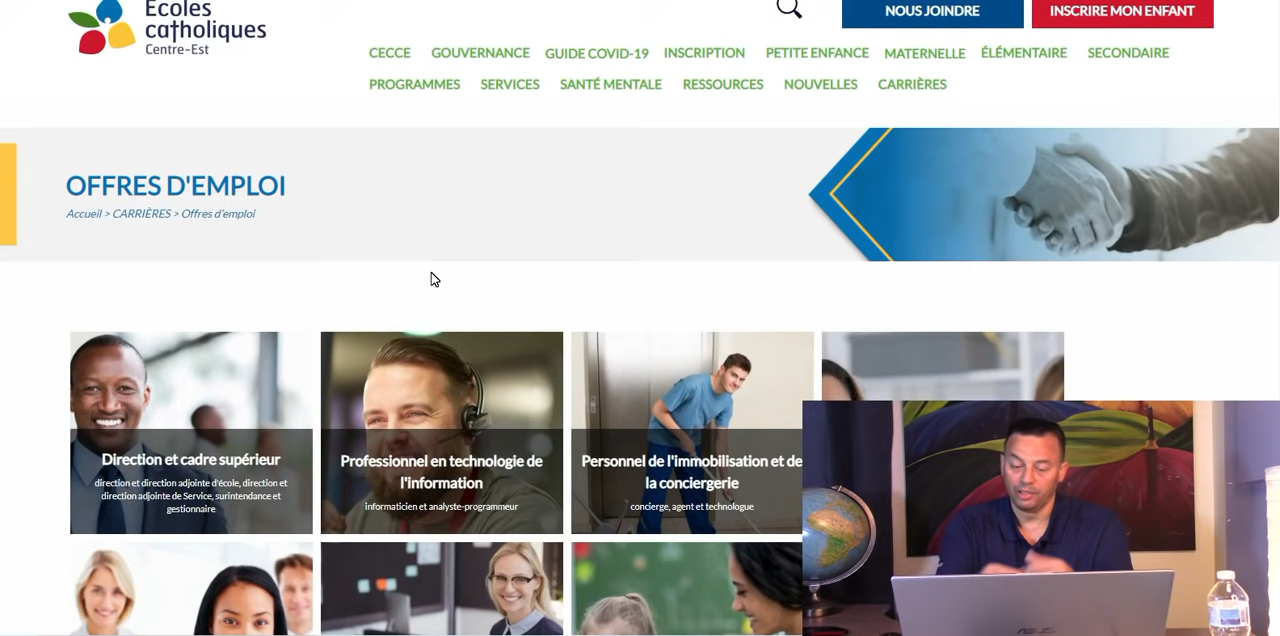 Écoles
catholiques
Centre-Est
NOUS JOINDRE
INSCRIRE MON ENFANT
CECCE GOUVERNANCE GUIDE COVID-19 INSCRIPTION PETITE ENFANCE MATERNELLE ÉLÉMENTAIRE SECONDAIRE
PROGRAMMES SERVICES SANTÉ MENTALE RESSOURCES NOUVELLES CARRIÈRES
OFFRES D'EMPLOI
Accueil > CARRIÈRES > Offres d'emploi
Direction et cadre supérieur
direction et direction adjointe d'école, direction et
direction adjointe de Service, surintendance et
gestionnaire
Professionnel en technologie de
l'information
informaticien et analyste-programmeur
Personnel de l'immobilisation et de
la conciergerie
concierge, agent et technologue
ASUS